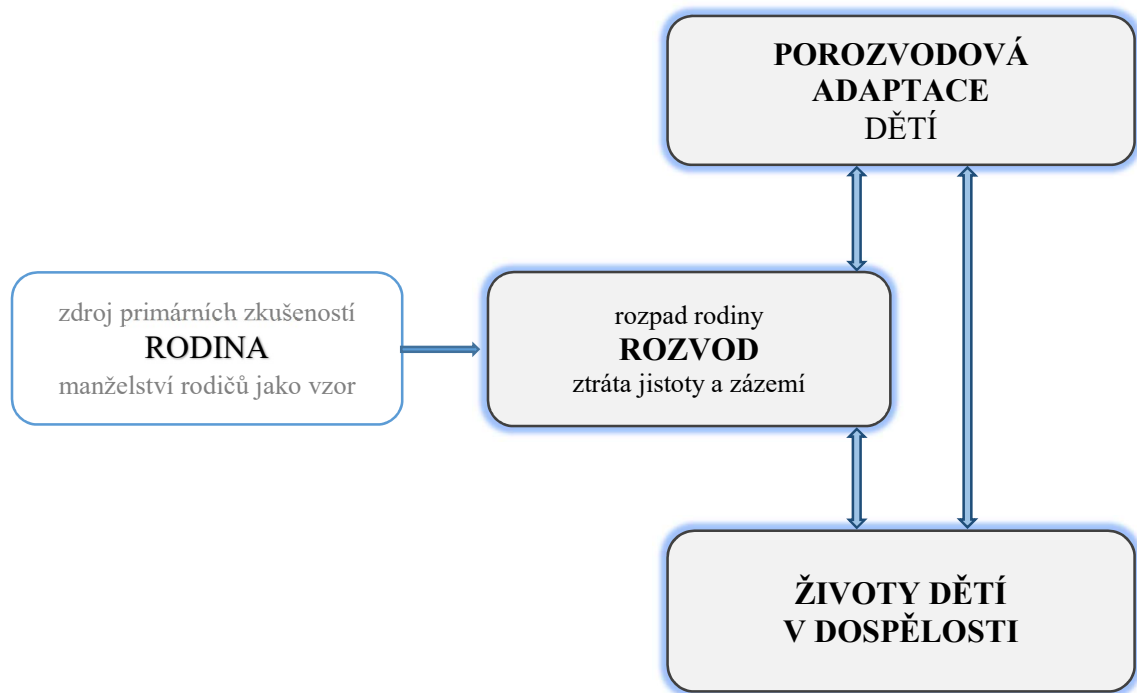 POROZVODOVÁ
ADAPTACE
DĚTÍ
zdroj primárních zkušeností
RODINA
manželství rodičů jako vzor
rozpad rodiny
ROZVOD
ztráta jistoty a zázemí
ŽIVOTY DĚTÍ
V DOSPĚLOSTI